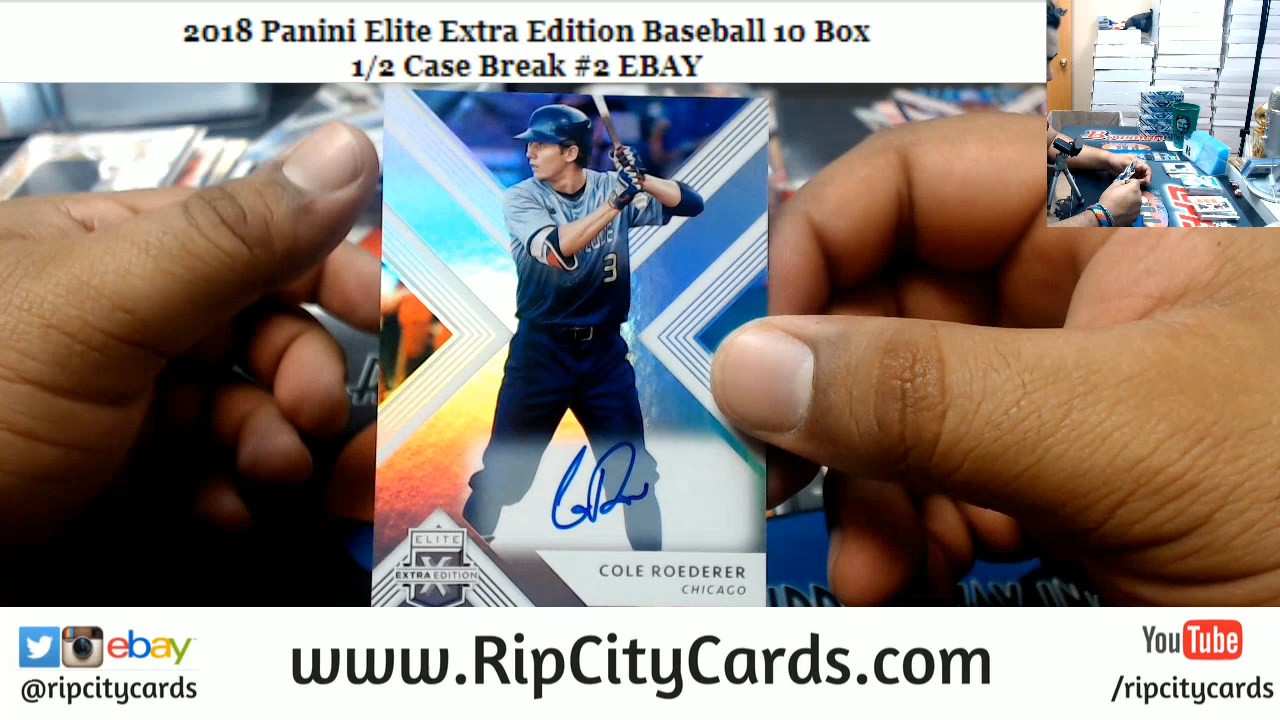 2018 Panini Elite Extra Edition Baseball 10 Box
1/2 Case Break #2 EBAY
3
ELITE
X
EXTRA EDITION
COLE ROEDERER
CHICAGO
ebay
@ripcitycards
www.RipCityCards.com
YouTube
/ripcitycards